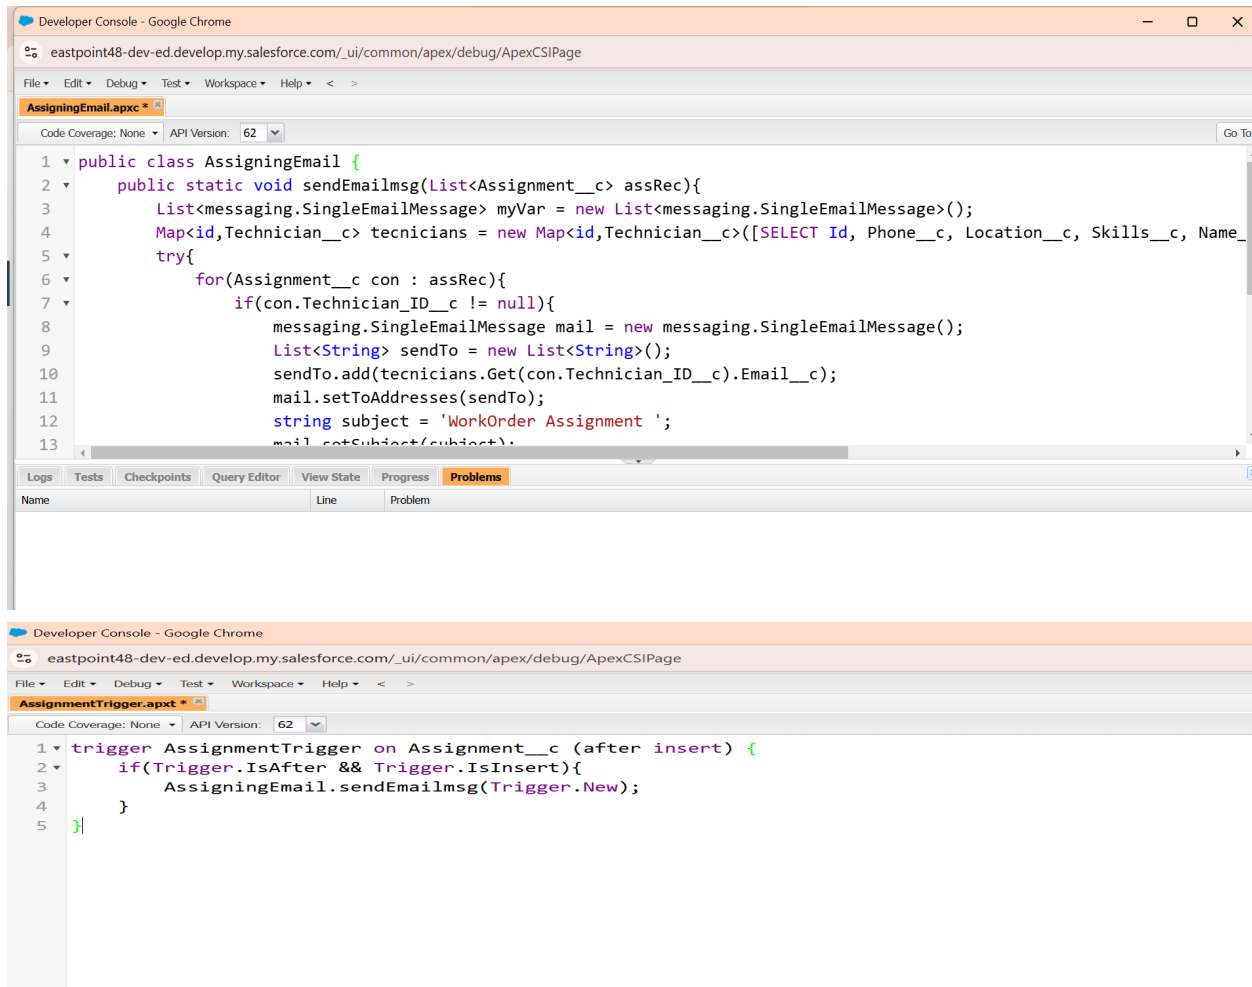 Developer Console - Google Chrome
eastpoint48-dev-ed.develop.my.salesforce.com/_ui/common/apex/debug/ApexCSIPage
File Edit Debug Test Workspace Help < >
AssigningEmail.apxc *
Code Coverage: None API Version: 62 Go To
1 public class AssigningEmail {
2 public static void sendEmailmsg(List<Assignment__c> assRec){
3 List<messaging.SingleEmailMessage> myVar = new List<messaging.SingleEmailMessage>();
4 Map<id,Technician__c> tecnicians = new Map<id,Technician__c>([SELECT Id, Phone__c, Location__c, Skills__c, Name_
5 try{
6 for(Assignment__c con : assRec){
7 if(con.Technician_ID__c != null){
8 messaging.SingleEmailMessage mail = new messaging.SingleEmailMessage();
9 List<String> sendTo = new List<String>();
10 sendTo.add(tecnicians.Get(con.Technician_ID__c).Email__c);
11 mail.setToAddresses(sendTo);
12 string subject = 'WorkOrder Assignment ';
13 mail.setSubject(subject);
Logs Tests Checkpoints Query Editor View State Progress Problems
Name Line Problem
Developer Console - Google Chrome
eastpoint48-dev-ed.develop.my.salesforce.com/_ui/common/apex/debug/ApexCSIPage
File Edit Debug Test Workspace Help < >
AssignmentTrigger.apxt *
Code Coverage: None API Version: 62
1 trigger AssignmentTrigger on Assignment__c (after insert) {
2 if(Trigger.IsAfter && Trigger.IsInsert){
3 AssigningEmail.sendEmailmsg(Trigger.New);
4 }
5 }